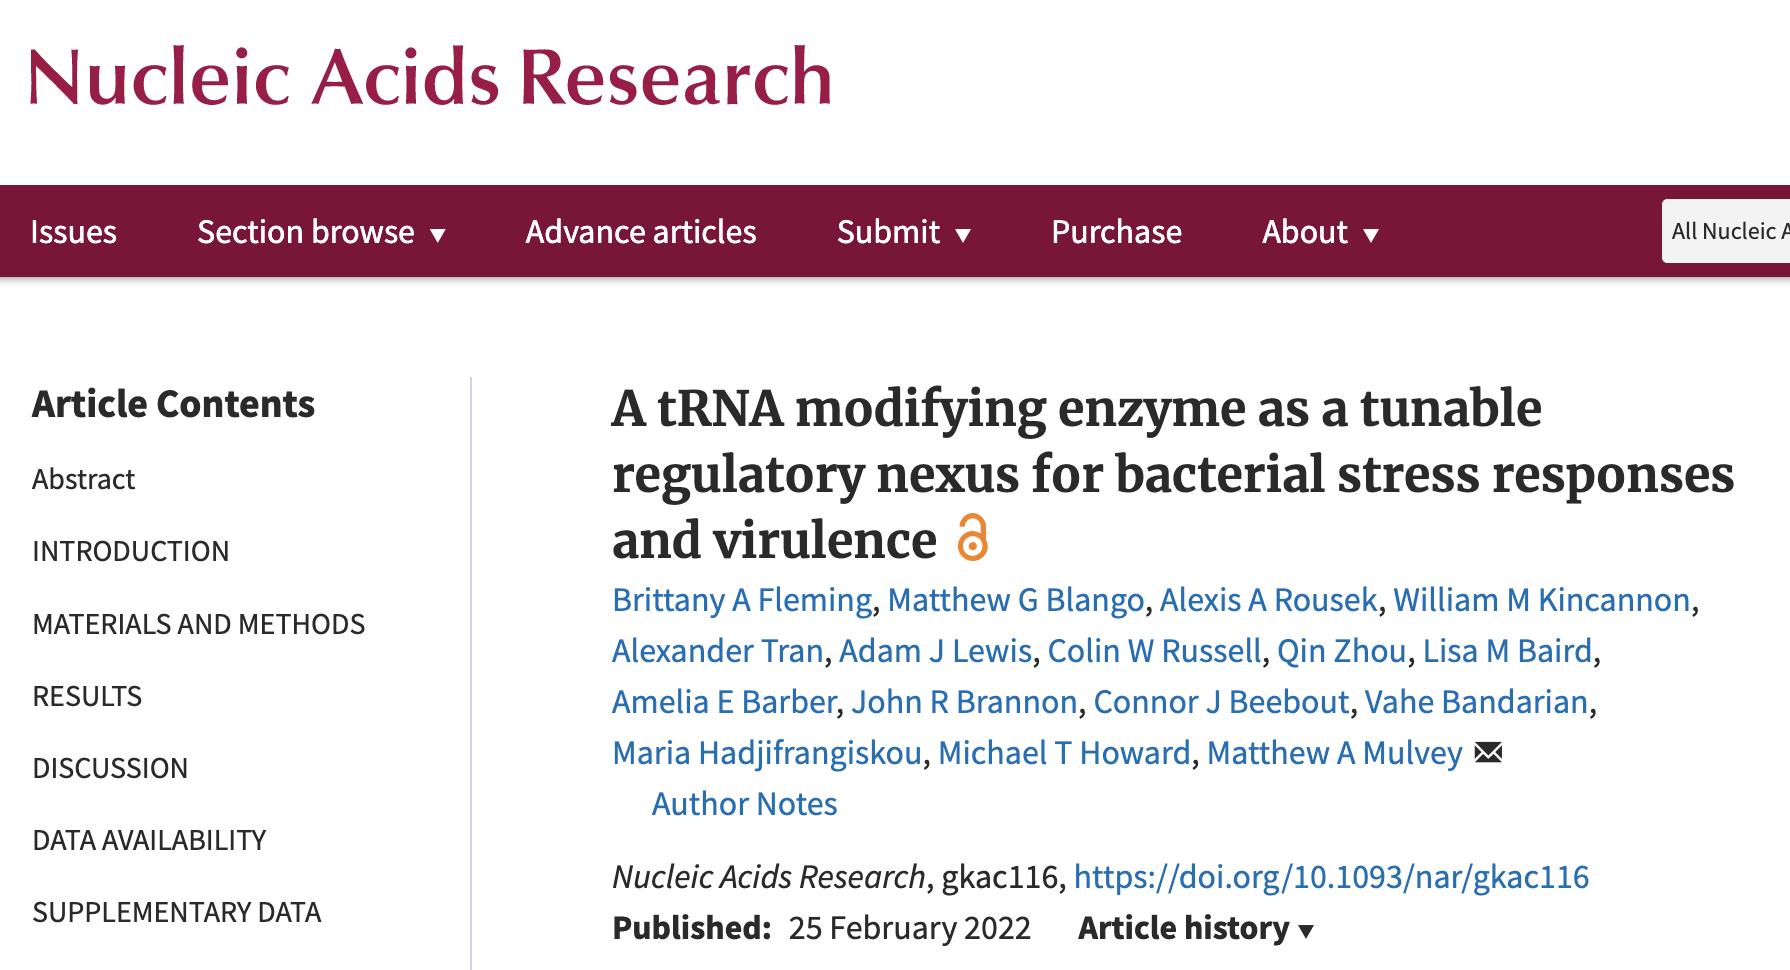 Nucleic Acids Research
Issues Section browse ▼ Advance articles Submit ▼ Purchase About ▼ All Nucleic A
Article Contents
Abstract
INTRODUCTION
MATERIALS AND METHODS
RESULTS
DISCUSSION
DATA AVAILABILITY
SUPPLEMENTARY DATA
A tRNA modifying enzyme as a tunable
regulatory nexus for bacterial stress responses
and virulence
Brittany A Fleming, Matthew G Blango, Alexis A Rousek, William M Kincannon,
Alexander Tran, Adam J Lewis, Colin W Russell, Qin Zhou, Lisa M Baird,
Amelia E Barber, John R Brannon, Connor J Beebout, Vahe Bandarian,
Maria Hadjifrangiskou, Michael T Howard, Matthew A Mulvey
Author Notes
Nucleic Acids Research, gkac116, https://doi.org/10.1093/nar/gkac116
Published: 25 February 2022 Article history ▼